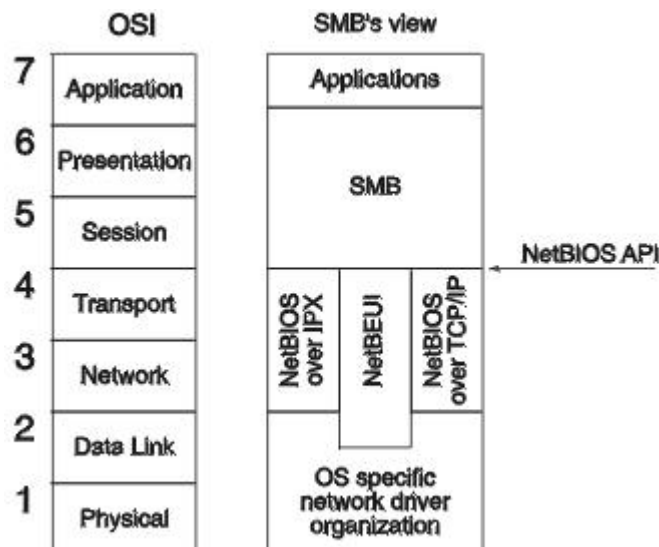 OSI
SMB's view
7
Application
6
Presentation
5
Session
4
Transport
3
Network
2
Data Link
1
Physical
Applications
SMB
NetBIOS API
NetBIOS
over IPX
NetBEUI
NetBIOS
over TCP/IP
OS specific
network driver
organization